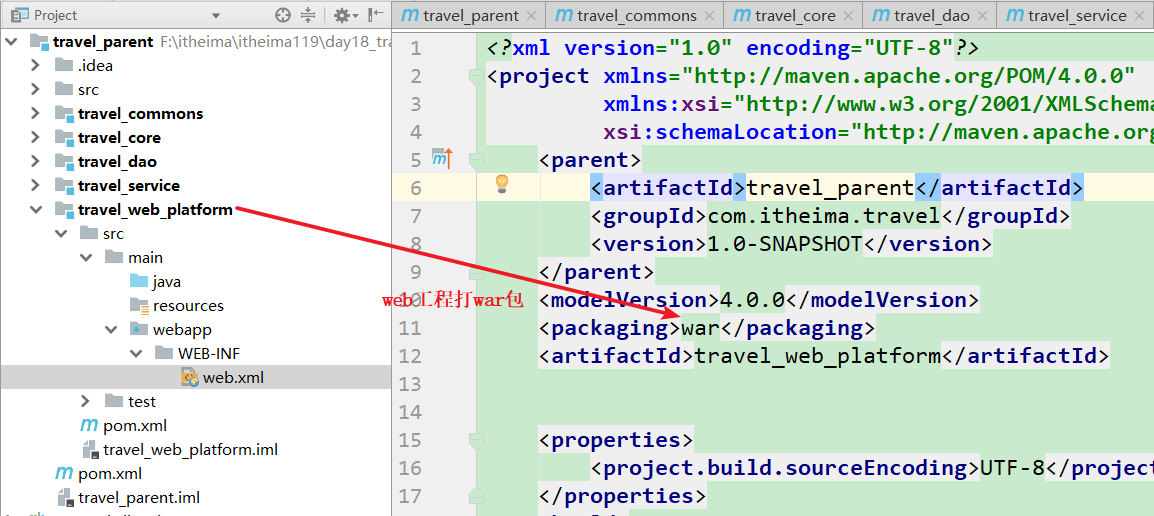 Project
travel_parent F:\itheima\itheima119\day18_tra
.idea
src
travel_commons
travel_core
travel_dao
travel_service
travel_web_platform
src
main
java
resources
webapp
WEB-INF
web.xml
test
pom.xml
travel_web_platform.iml
pom.xml
travel_parent.iml
travel_parent
travel_commons
travel_core
travel_dao
travel_service
1 <?xml version="1.0" encoding="UTF-8"?>
2 <project xmlns="http://maven.apache.org/POM/4.0.0"
3 xmlns:xsi="http://www.w3.org/2001/XMLSchema
4 xsi:schemaLocation="http://maven.apache.org
5 <parent>
6 <artifactId>travel_parent</artifactId>
7 <groupId>com.itheima.travel</groupId>
8 <version>1.0-SNAPSHOT</version>
9 </parent>
10 <modelVersion>4.0.0</modelVersion>
web工程打war包
11 <packaging>war</packaging>
12 <artifactId>travel_web_platform</artifactId>
13
14
15 <properties>
16 <project.build.sourceEncoding>UTF-8</projec
17 </properties>